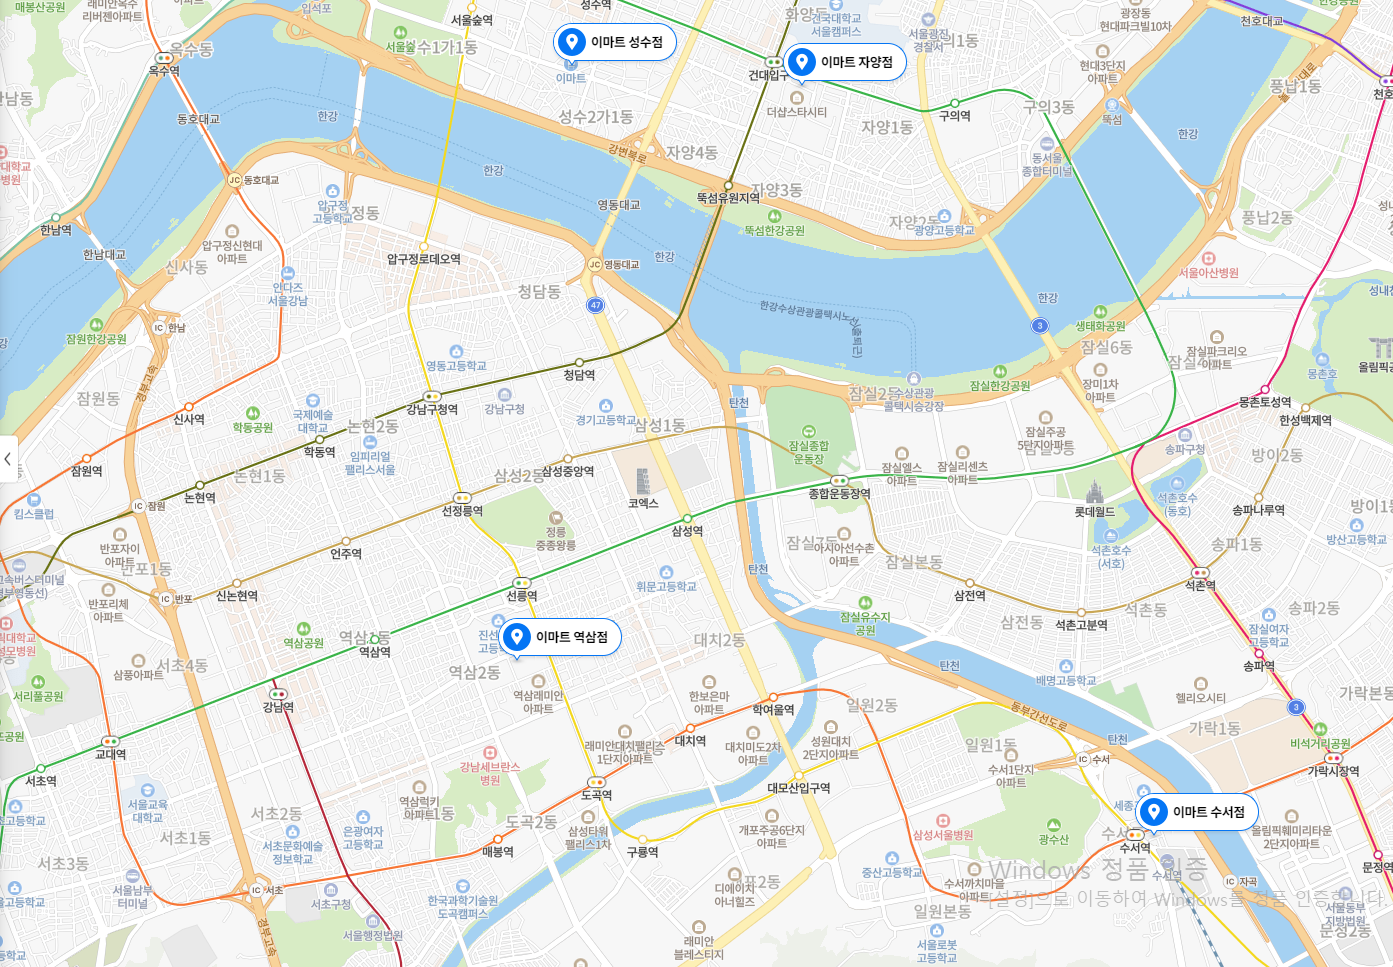 매봉산공원
래미안옥수
리버젠아파트
입석포
서울숲역
성수역
화양동
건국대학교
서울캠퍼스
서울광진
경찰서
광장동
현대파크빌10차
천호대교
이마트 성수점
이마트
이마트 자양점
건대입구
더샵스타시티
현대3단지
아파트
풍납1동
옥수동
옥수역
성수1가1동
동호대교
한강
성수2가1동
자양1동
구의역
구의3동
뚝섬
한강
강변북로
자양4동
동서울
종합터미널
JC
동호대교
한강
뚝섬유원지역
자양3동
압구정
고등학교
영동대교
뚝섬한강공원
자양2동
광양고등학교
풍납2동
한남역
한남대교
압구정신현대
아파트
신사동
압구정로데오역
JC
영동대교
한강
서울아산병원
안다즈
서울강남
청담동
47
한강수상관광콜택시노선(출퇴근)
한강
3
생태화공원
성내천
잠원한강공원
IC
한남
경부고속
영동고등학교
청담역
잠실6동
잠실파크리오
아파트
몽촌호
올림픽공
장미1차
아파트
잠원동
국제예술
대학교
강남구청역
강남구청
경기고등학교
탄천
잠실2동
수상관광
콜택시승강장
잠실한강공원
몽촌토성역
한성백제역
신사역
학동공원
논현2동
학동역
삼성1동
잠실종합
운동장
잠실주공
5단지아파트
송파구청
방이2동
잠원역
임피리얼
팰리스서울
논현1동
삼성2동
삼성중앙역
코엑스
잠실엘스
아파트
잠실리센츠
아파트
종합운동장역
롯데월드
석촌호수
(동호)
송파나루역
논현역
킴스클럽
IC
잠원
선정릉역
정릉
중종왕릉
삼성역
방산고등학교
반포자이
아파트
반포1동
언주역
잠실7동
아시아선수촌
아파트
잠실본동
석촌호수
(서호)
송파1동
반포리체
아파트
IC
반포
신논현역
선릉역
휘문고등학교
탄천
삼전역
석촌역
잠실유수지
공원
삼전동
석촌고분역
석촌동
송파2동
역삼공원
역삼역
이마트 역삼점
대치2동
잠실여자
고등학교
송파역
삼풍아파트
서초4동
서리풀공원
역삼2동
역삼래미안
아파트
한보은마
아파트
탄천
배명고등학교
헬리오시티
가락본동
강남역
학여울역
일원2동
동부간선도로
3
가락1동
교대역
서초역
강남세브란스
병원
래미안대치팰리스
1단지아파트
대치역
대치미도2차
아파트
성원대치
2단지아파트
일원1동
수서1단지
아파트
IC
수서
탄천
비석거리공원
가락시장역
도곡역
대모산입구역
서울교육
대학교
서초2동
역삼럭키
아파트
이마트 수서점
서초1동
서초문화예술
정보학교
은광여자
고등학교
도곡2동
삼성타워
팰리스1차
개포주공6단지
아파트
삼성서울병원
광수산
수서역
올림픽훼미리타운
2단지아파트
서초3동
매봉역
구룡역
중산고등학교
수서까치마을
아파트
수서역
문정역
서울남부
터미널
IC
서초
서초구청
한국과학기술원
도곡캠퍼스
디에이치
아너힐즈
일원본동
IC
자곡
서울동부
지방법원
문정2동
경부고속
서울행정법원
래미안
블레스티지
서울로봇
고등학교
Windows 정품 인증
[설정]으로 이동하여 Windows를 정품 인증합니다.